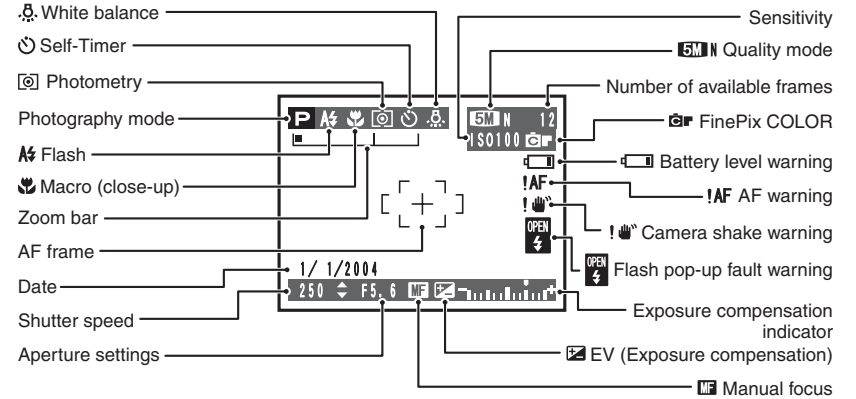 White balance
Self-Timer
Photometry
Photography mode
A Flash
Macro (close-up)
Zoom bar
AF frame
Date
Shutter speed
Aperture settings
P A
5M N 12
ISO100 C
!AF
!
OPEN
1/ 1/2004
250 F5.6 MF
Sensitivity
5M N Quality mode
Number of available frames
C FinePix COLOR
Battery level warning
!AF AF warning
! Camera shake warning
OPEN Flash pop-up fault warning
Exposure compensation
indicator
EV (Exposure compensation)
MF Manual focus